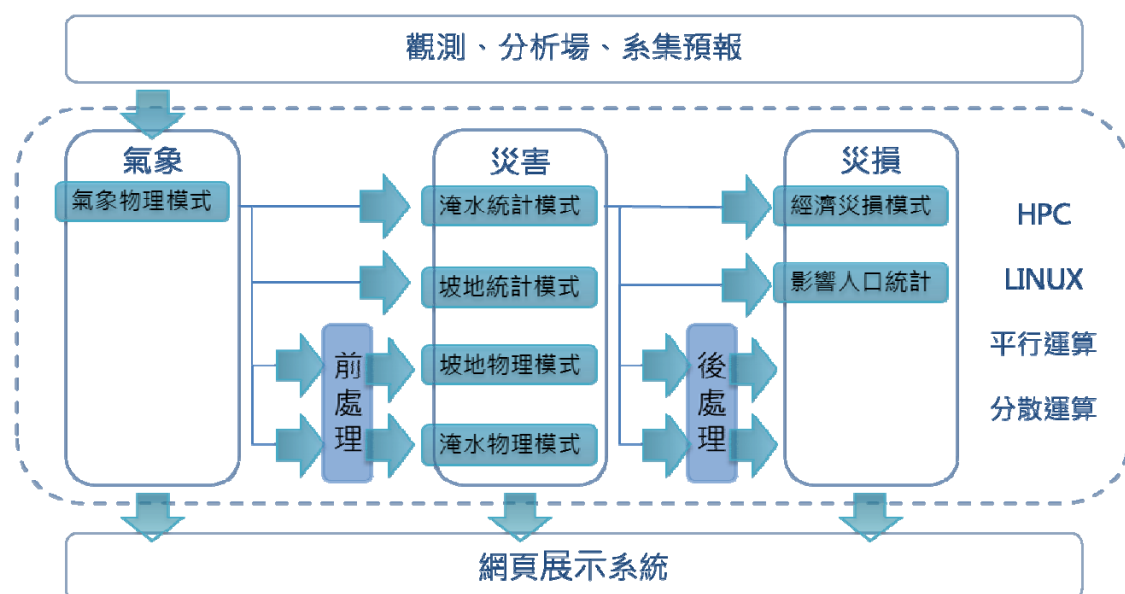 觀測、分析場、系集預報
氣象
氣象物理模式
前處理
災害
淹水統計模式
坡地統計模式
坡地物理模式
淹水物理模式
後處理
災損
經濟災損模式
影響人口統計
HPC
LINUX
平行運算
分散運算
網頁展示系統